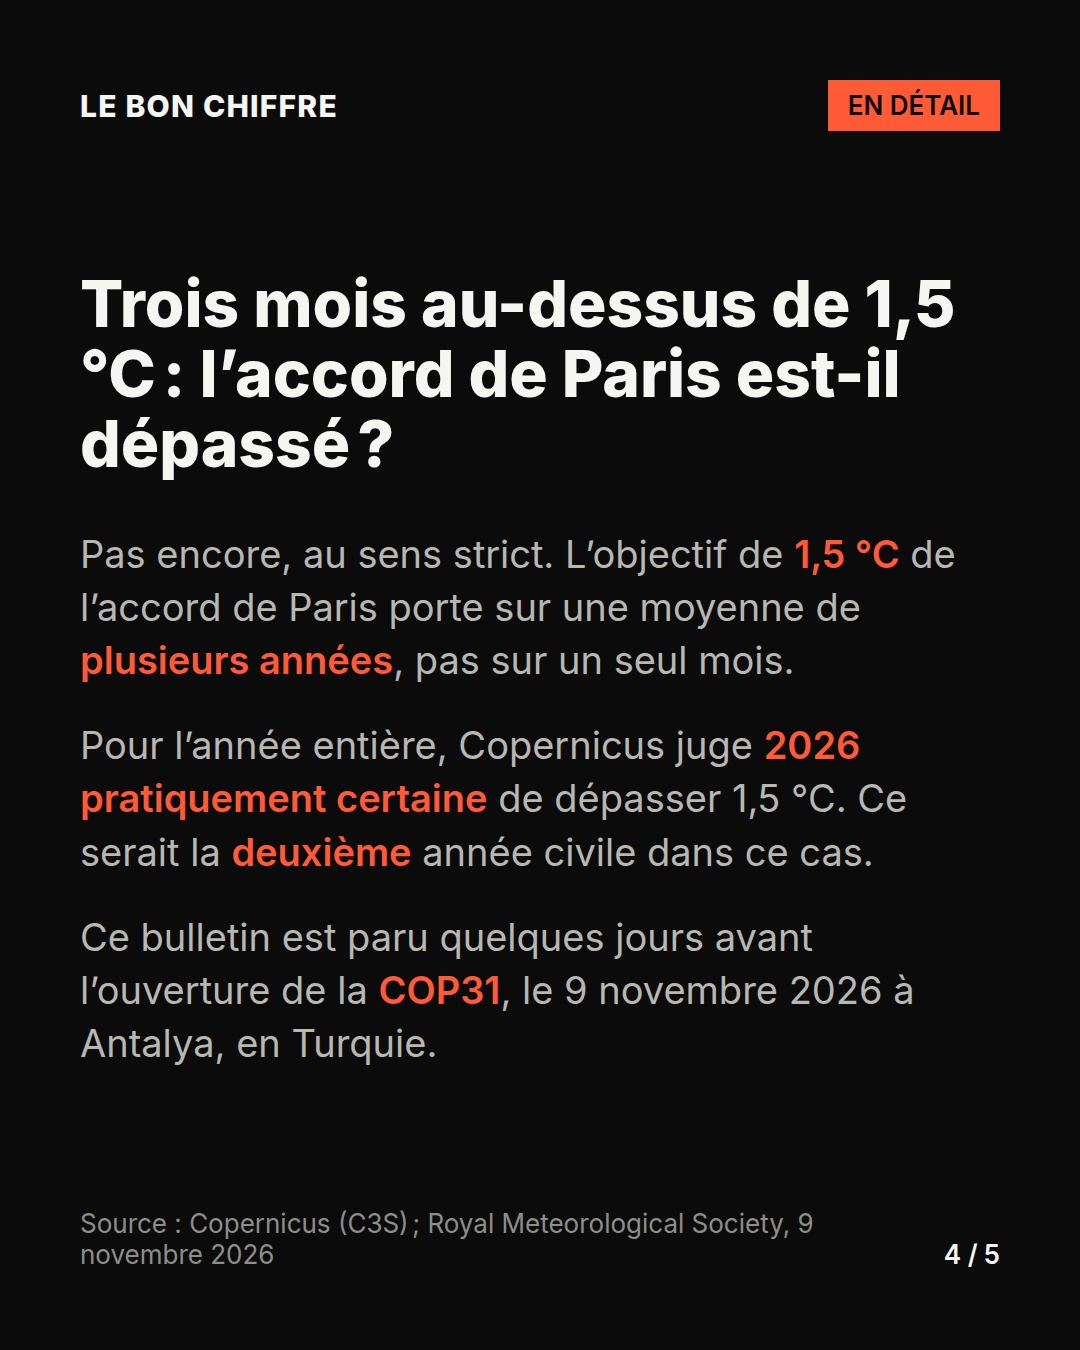 LE BON CHIFFRE
EN DÉTAIL
Trois mois au-dessus de 1,5
°C : l’accord de Paris est-il
dépassé ?
Pas encore, au sens strict. L’objectif de 1,5 °C de
l’accord de Paris porte sur une moyenne de
plusieurs années, pas sur un seul mois.
Pour l’année entière, Copernicus juge 2026
pratiquement certaine de dépasser 1,5 °C. Ce
serait la deuxième année civile dans ce cas.
Ce bulletin est paru quelques jours avant
l’ouverture de la COP31, le 9 novembre 2026 à
Antalya, en Turquie.
Source : Copernicus (C3S) ; Royal Meteorological Society, 9
novembre 2026
4 / 5